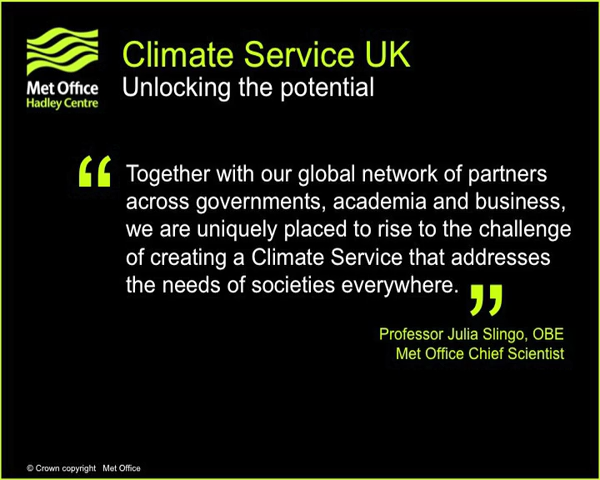 Met Office
Hadley Centre
Climate Service UK
Unlocking the potential
“ Together with our global network of partners
across governments, academia and business,
we are uniquely placed to rise to the challenge
of creating a Climate Service that addresses
the needs of societies everywhere. ”
Professor Julia Slingo, OBE
Met Office Chief Scientist
© Crown copyright Met Office